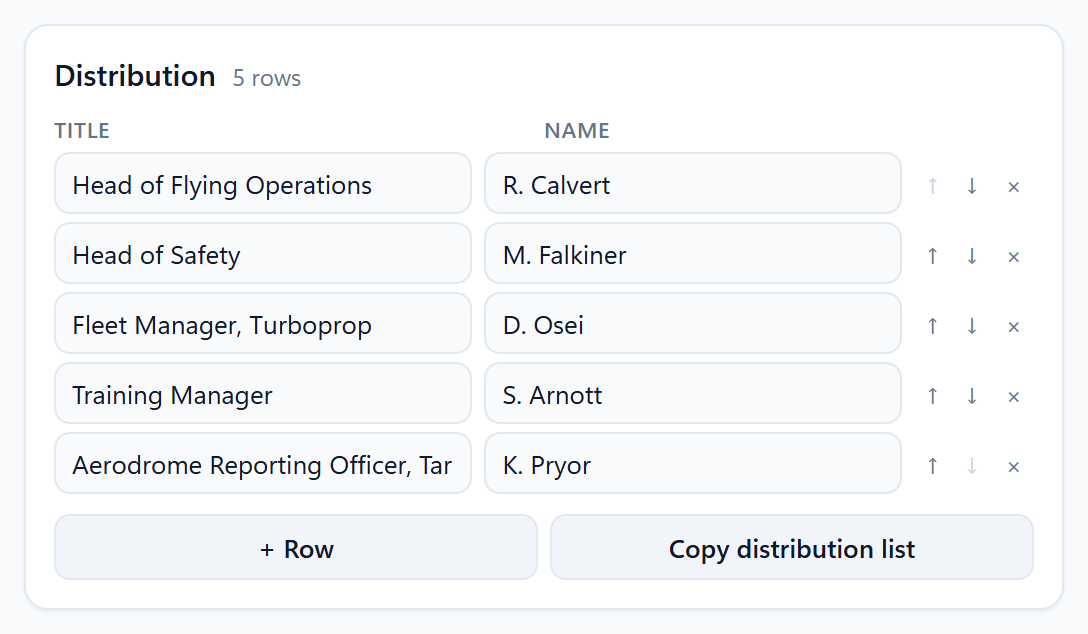 Distribution 5 rows
TITLE NAME
Head of Flying Operations R. Calvert ↑ ↓ ×
Head of Safety M. Falkiner ↑ ↓ ×
Fleet Manager, Turboprop D. Osei ↑ ↓ ×
Training Manager S. Arnott ↑ ↓ ×
Aerodrome Reporting Officer, Tar K. Pryor ↑ ↓ ×
+ Row Copy distribution list